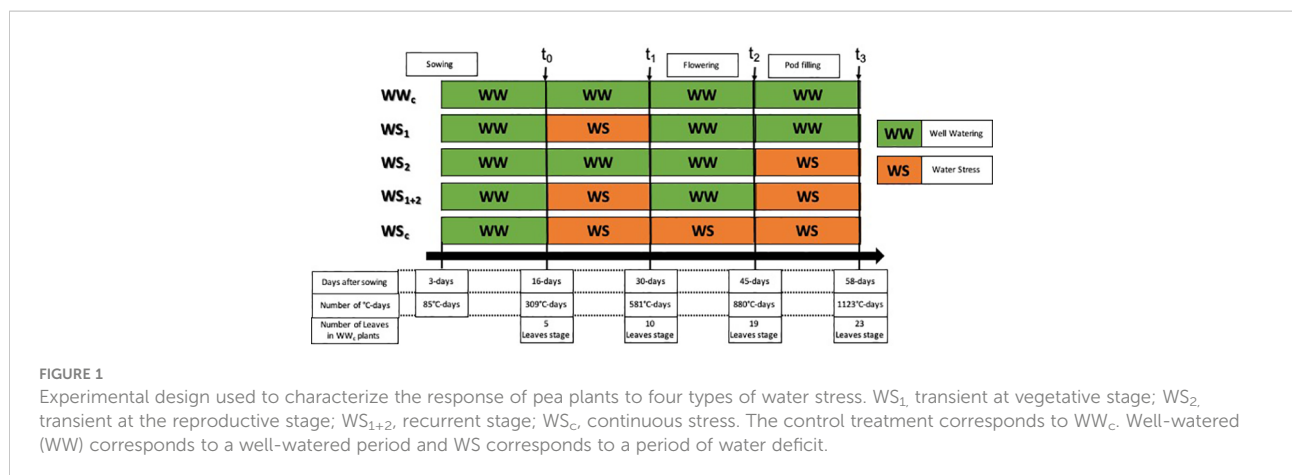 Sowing t₀ t₁ Flowering t₂ Pod filling t₃
WW꜀ WW WW WW WW
WS₁ WW WS WW WW
WS₂ WW WW WW WS
WS₁₊₂ WW WS WW WS
WS꜀ WW WS WS WS
WW Well Watering
WS Water Stress
Days after sowing 3-days 16-days 30-days 45-days 58-days
Number of °C-days 85°C-days 309°C-days 581°C-days 880°C-days 1123°C-days
Number of Leaves 5 10 19 23
in WW꜀ plants Leaves stage Leaves stage Leaves stage Leaves stage
FIGURE 1
Experimental design used to characterize the response of pea plants to four types of water stress. WS₁, transient at vegetative stage; WS₂,
transient at the reproductive stage; WS₁₊₂, recurrent stage; WS꜀, continuous stress. The control treatment corresponds to WW꜀. Well-watered
(WW) corresponds to a well-watered period and WS corresponds to a period of water deficit.